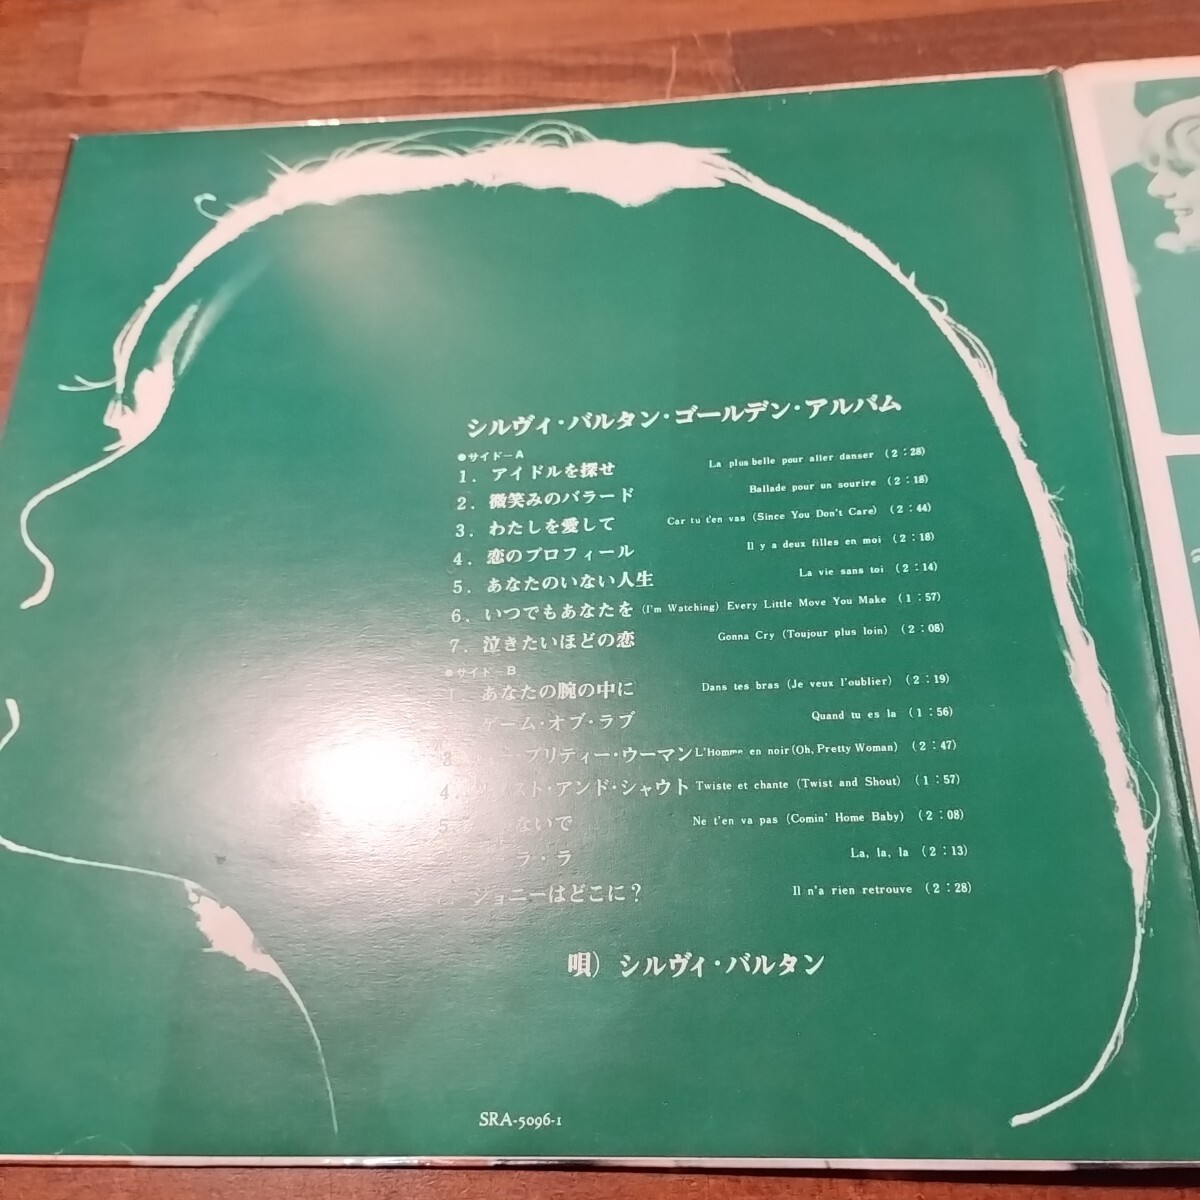 シルヴィ・バルタン・ゴールデン・アルバム
●サイド－A
1. アイドルを探せ La plus belle pour aller danser (2:28)
2. 微笑みのバラード Ballade pour un sourire (2:18)
3. わたしを愛して Car tu t'en vas (Since You Don't Care) (2:44)
4. 恋のプロフィール Il y a deux filles en moi (2:18)
5. あなたのいない人生 La vie sans toi (2:14)
6. いつでもあなたを (I'm Watching) Every Little Move You Make (1:57)
7. 泣きたいほどの恋 Gonna Cry (Toujour plus loin) (2:08)
●サイド－B
1. あなたの腕の中に Dans tes bras (Je veux l'oublier) (2:19)
ゲーム・オブ・ラブ Quand tu es la (1:56)
3. プリティー・ウーマン L'Homme en noir (Oh, Pretty Woman) (2:47)
4. スト・アンド・シャウト Twiste et chante (Twist and Shout) (1:57)
5. ないで Ne t'en va pas (Comin' Home Baby) (2:08)
ラ・ラ La, la, la (2:13)
ジョニーはどこに？ Il n'a rien retrouve (2:28)
唄) シルヴィ・バルタン
SRA-5096-1